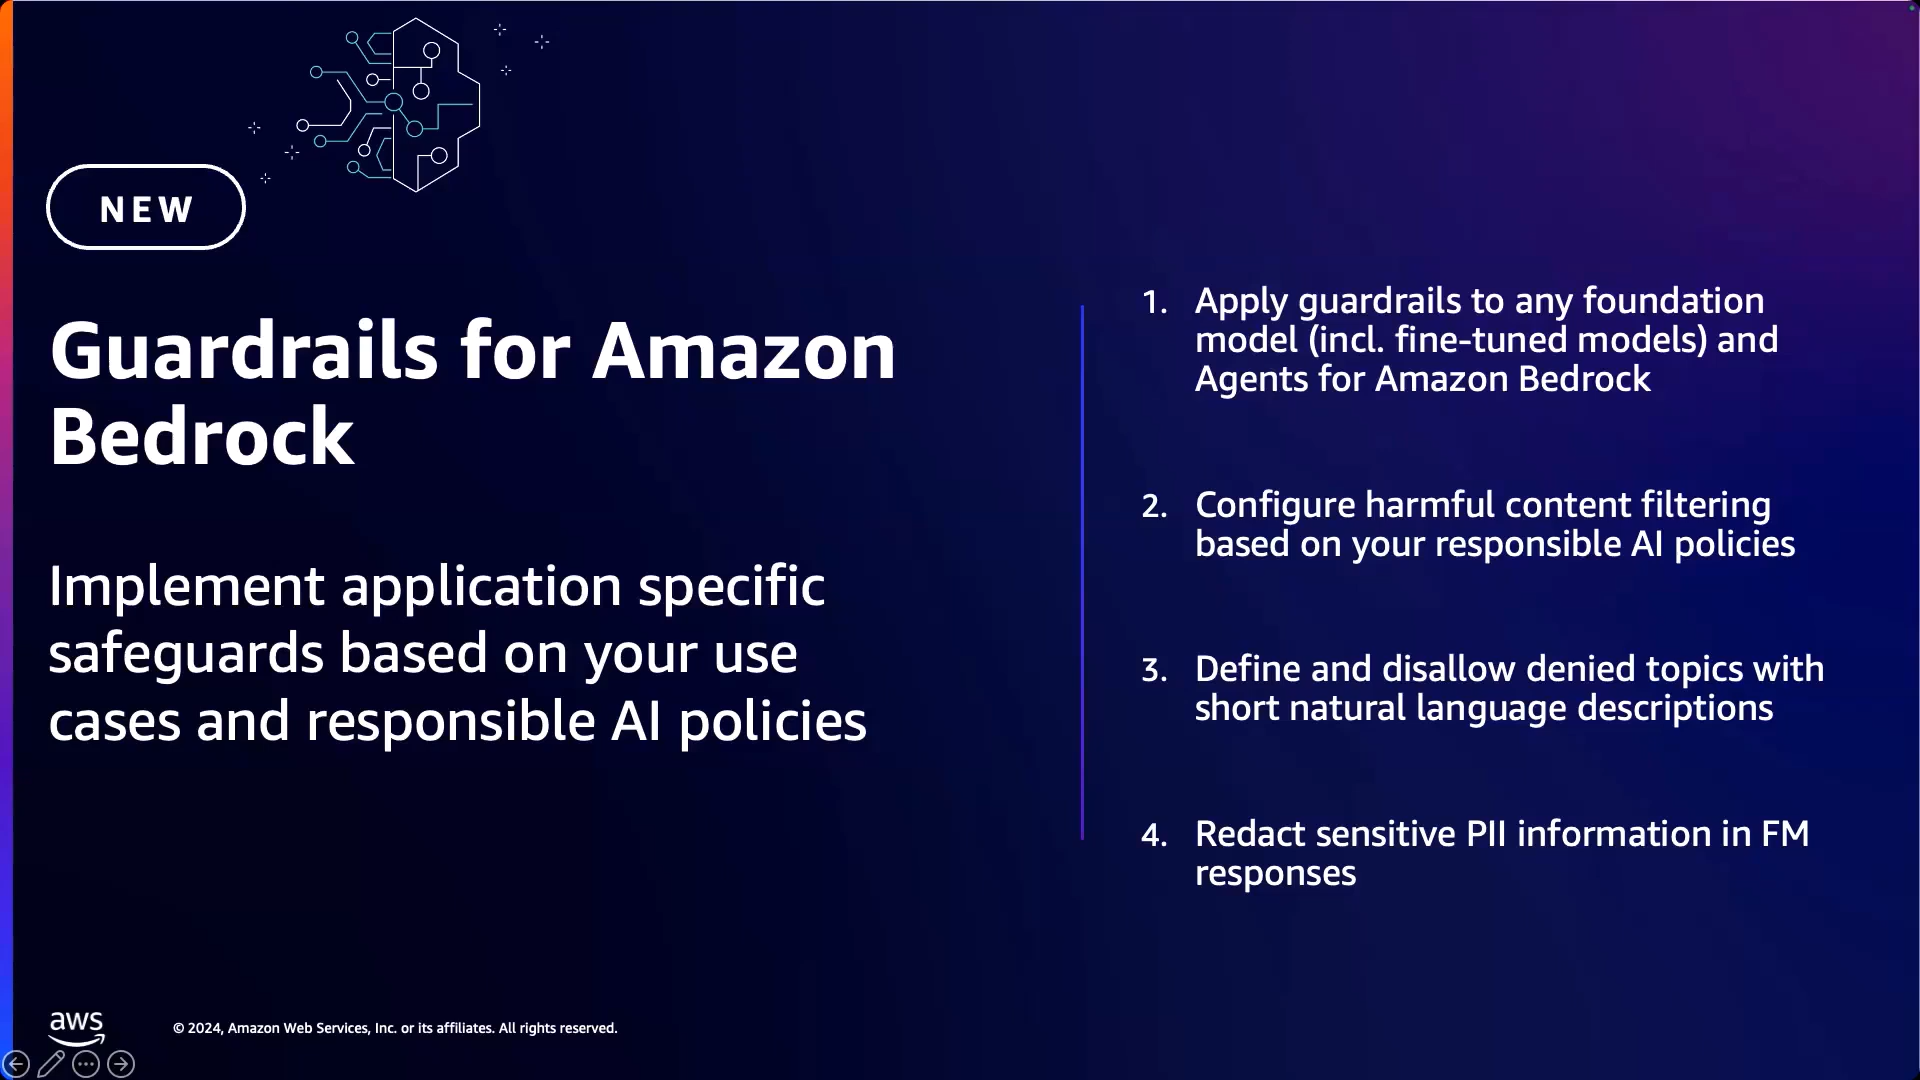 NEW
Guardrails for Amazon
Bedrock
Implement application specific
safeguards based on your use
cases and responsible AI policies
1. Apply guardrails to any foundation
model (incl. fine-tuned models) and
Agents for Amazon Bedrock
2. Configure harmful content filtering
based on your responsible AI policies
3. Define and disallow denied topics with
short natural language descriptions
4. Redact sensitive PII information in FM
responses
aws
© 2024, Amazon Web Services, Inc. or its affiliates. All rights reserved.